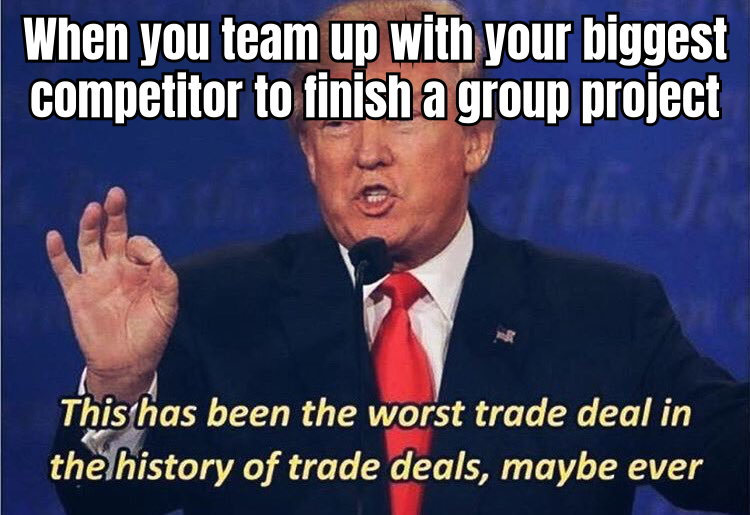 When you team up with your biggest
competitor to finish a group project
This has been the worst trade deal in
the history of trade deals, maybe ever